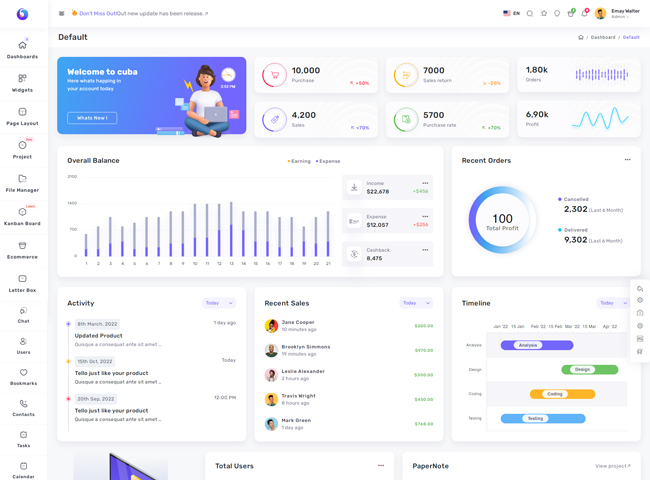 🔥 Don't Miss Out! Out new update has been release.↗
EN
Emay Walter
Admin
Default
Dashboards / Default
Dashboards
Widgets
Page Layout
Project
File Manager
Kanban Board
Ecommerce
Letter Box
Chat
Users
Bookmarks
Contacts
Tasks
Calendar
Welcome to cuba
Here whats happing in
your account today
Whats New !
10,000
Purchase
+50%
7000
Sales return
-20%
1,80k
Orders
4,200
Sales
+70%
5700
Purchase rate
+70%
6,90k
Profit
Overall Balance
Earning Expense
2100
1400
700
0
1 2 3 4 5 6 7 8 9 10 11 12 13 14 15 16 17 18 19 20 21
Income
$22,678
+$456
Expense
$12,057
+$256
Cashback
8,475
Recent Orders
100
Total Profit
Cancelled
2,302 (Last 6 Month)
Delivered
9,302 (Last 6 Month)
Activity
Today
8th March, 2022
1 day ago
Updated Product
Quisque a consequat ante sit amet ...
15th Oct, 2022
Today
Tello just like your product
Quisque a consequat ante sit amet ...
20th Sep, 2022
12:00 PM
Tello just like your product
Quisque a consequat ante sit amet ...
Recent Sales
Today
Jane Cooper
10 minutes ago
$200.00
Brooklyn Simmons
19 minutes ago
$970.00
Leslie Alexander
2 hours ago
$300.00
Travis Wright
8 hours ago
$450.00
Mark Green
1 day ago
$768.00
Timeline
Today
Jan '22 15 Jan Feb '22 15 Feb Mar '22 15 Mar Apr '22
Analysis
Analysis
Design
Design
Coding
Coding
Testing
Testing
Total Users
PaperNote
View project↗